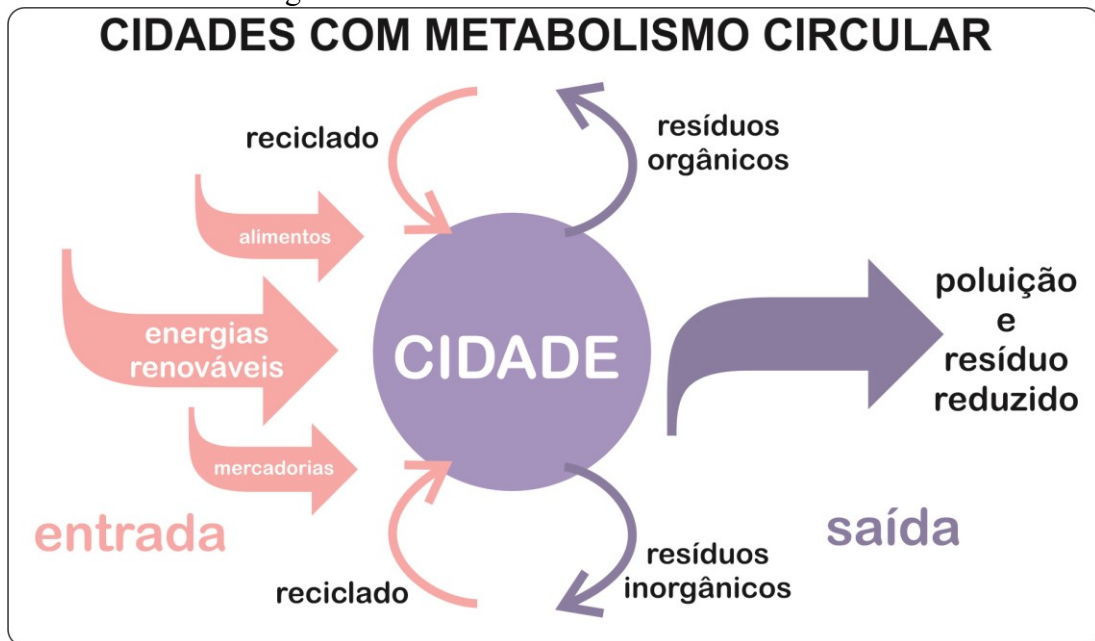 CIDADES COM METABOLISMO CIRCULAR
reciclado
resíduos
orgânicos
alimentos
energias
renováveis
CIDADE
poluição
e
resíduo
reduzido
mercadorias
entrada
saída
reciclado
resíduos
inorgânicos